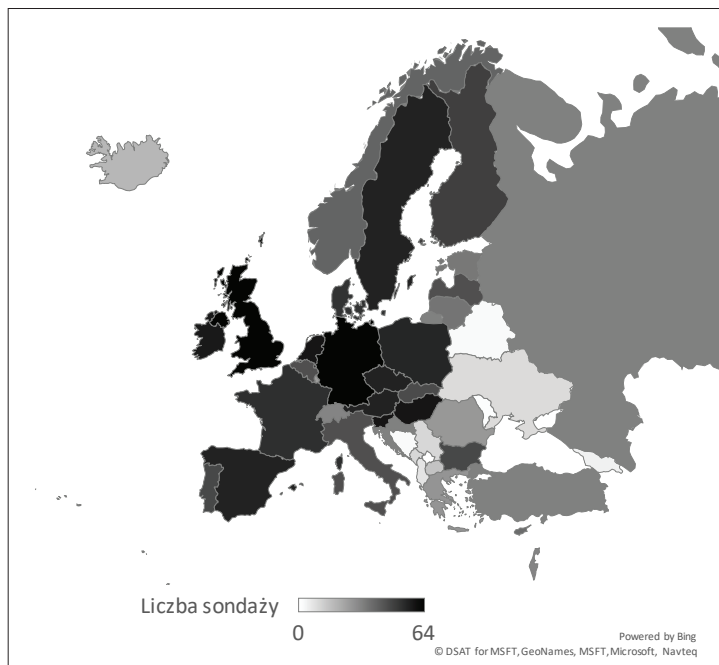 Liczba sondaży
0 64
Powered by Bing
© DSAT for MSFT, GeoNames, MSFT, Microsoft, Navteq